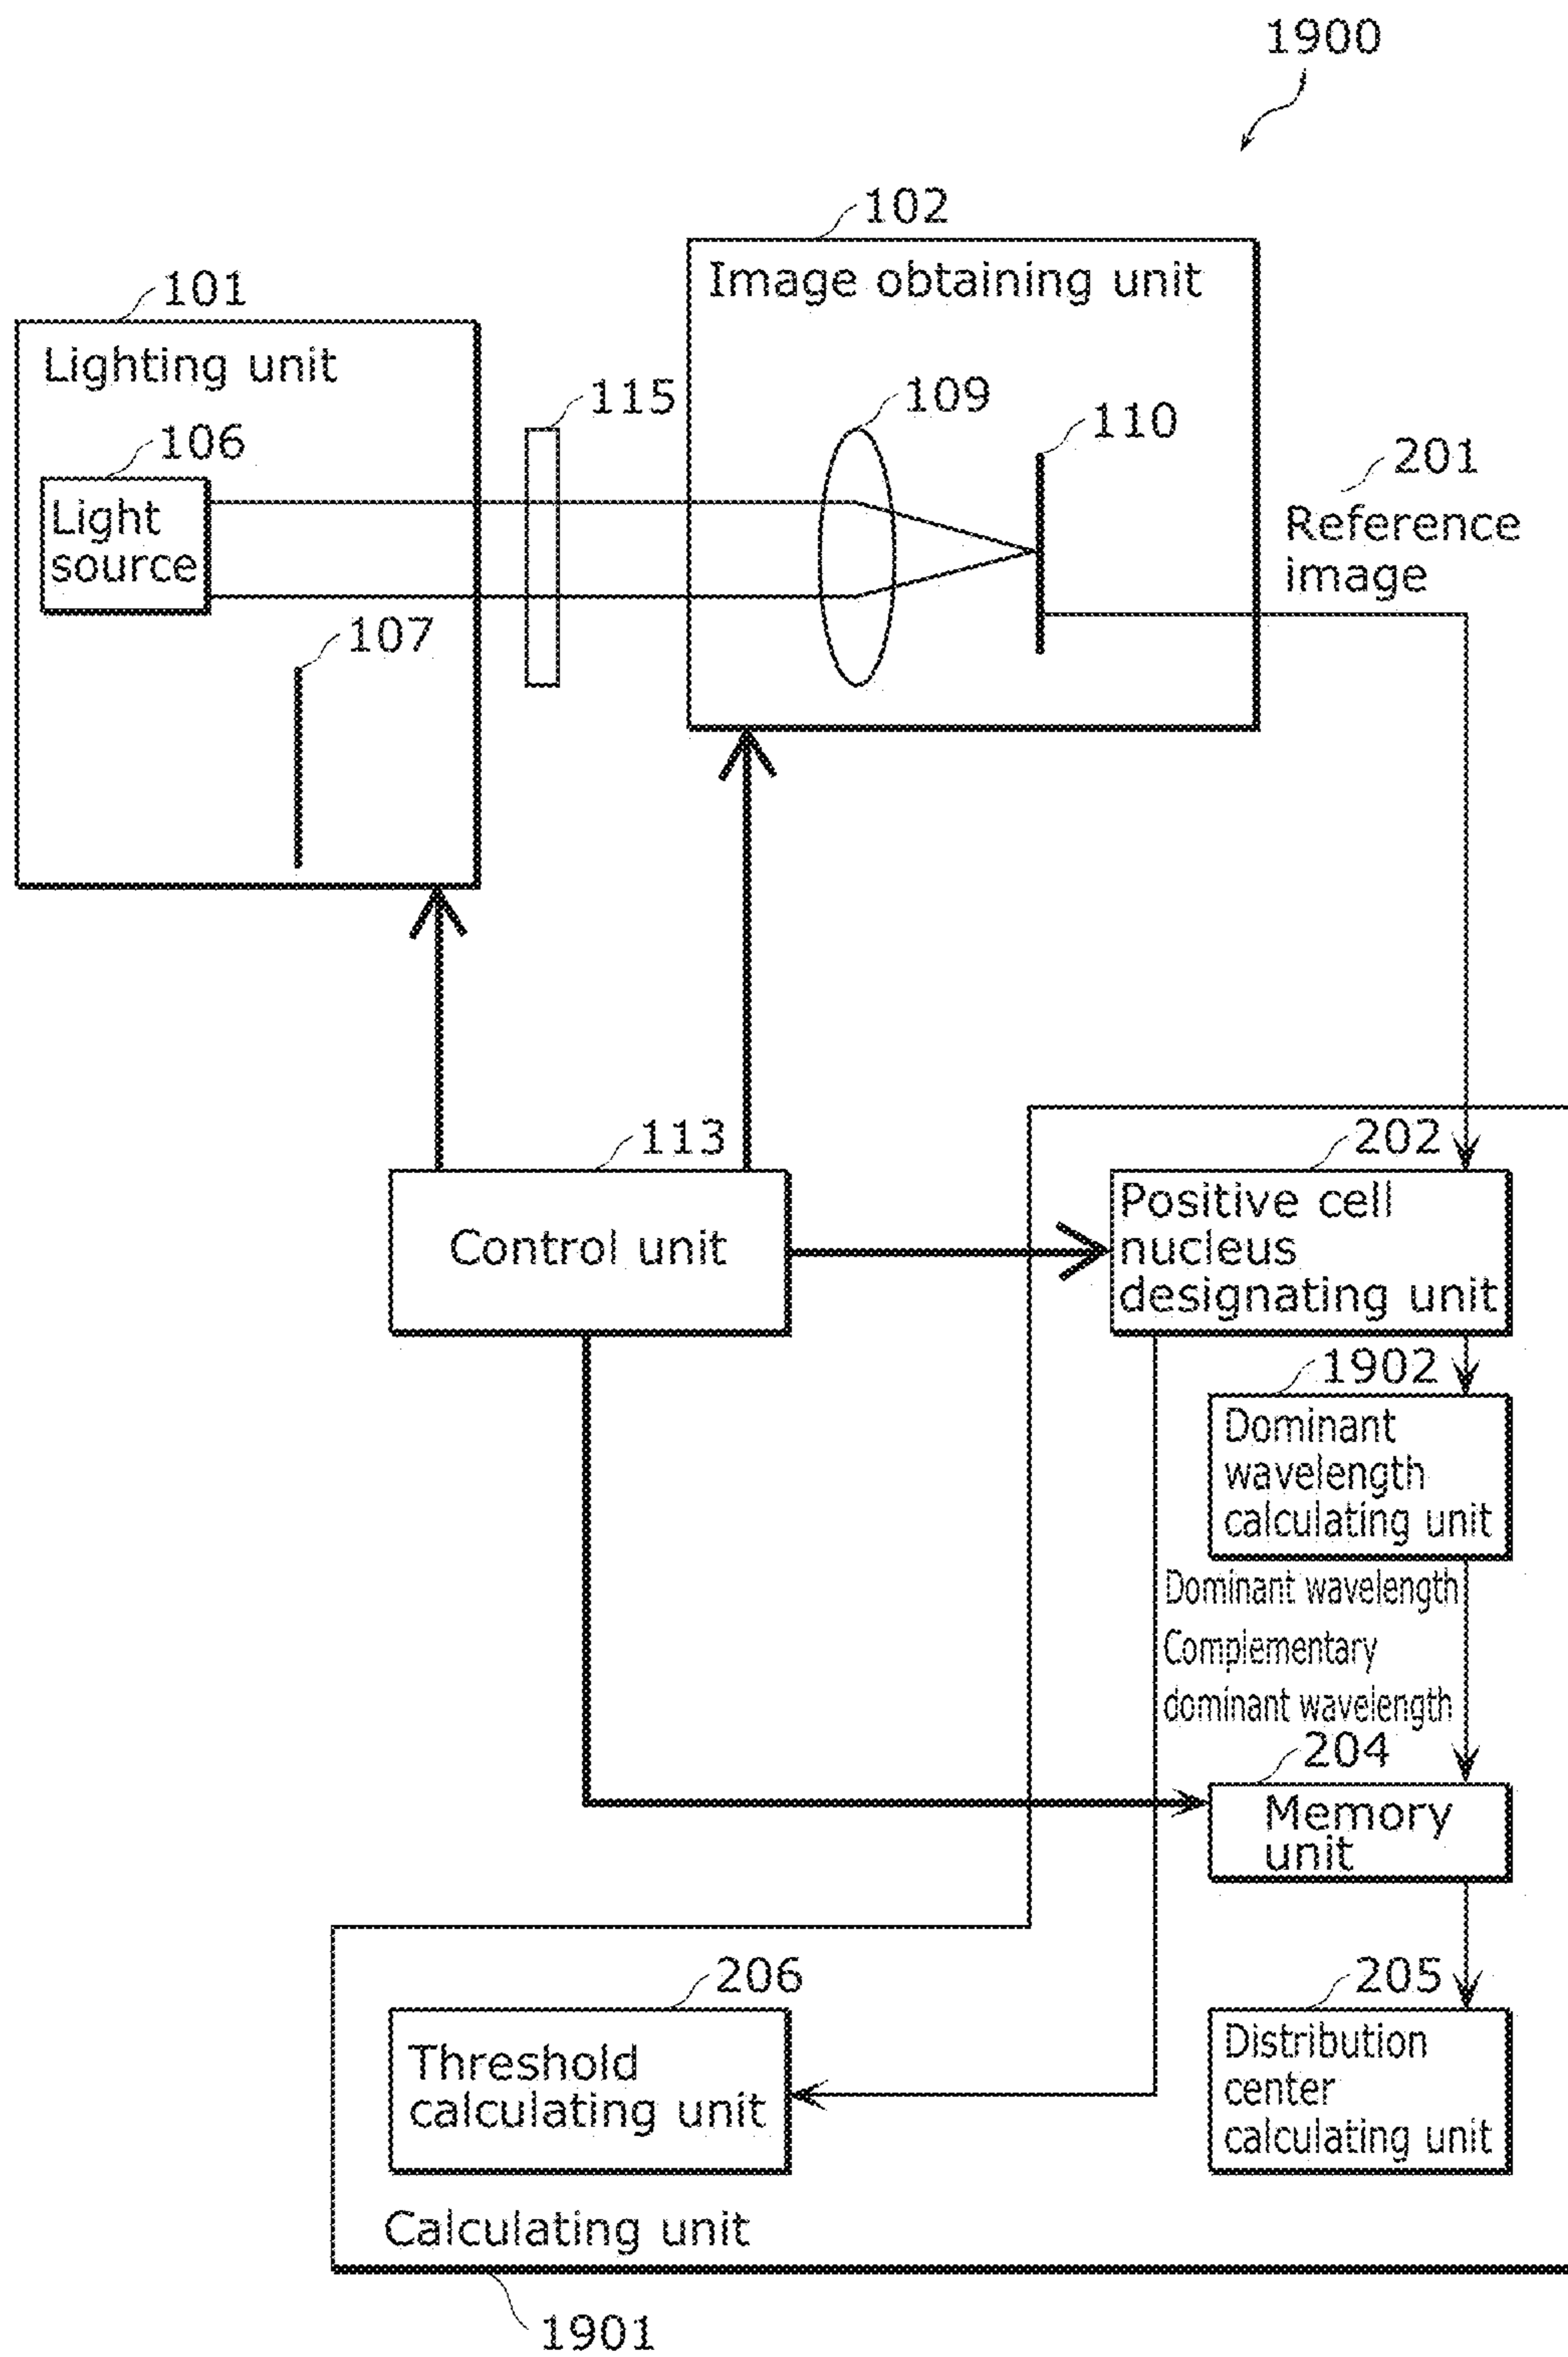 1900
102
Image obtaining unit
101
Lighting unit
115
109
110
106
201
Light
source
Reference
image
107
113
Control unit
202
Positive cell
nucleus
designating unit
1902
Dominant
wavelength
calculating unit
Dominant wavelength
Complementary
dominant wavelength
204
Memory
unit
206
Threshold
calculating unit
205
Distribution
center
calculating unit
Calculating unit
1901